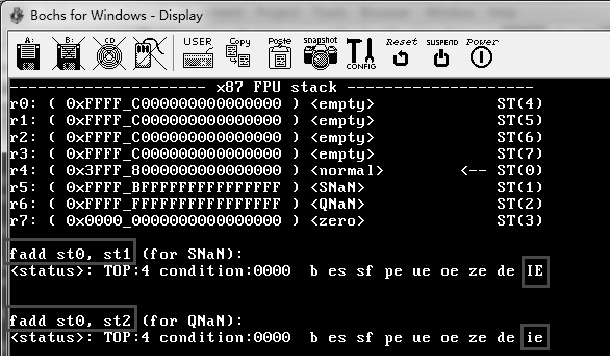 Bochs for Windows - Display
A: B: CD USER Copy Paste snapshot CONFIG Reset SUSPEND Power
-------------------- x87 FPU stack --------------------
r0: ( 0xFFFF_C000000000000000 ) <empty> ST(4)
r1: ( 0xFFFF_C000000000000000 ) <empty> ST(5)
r2: ( 0xFFFF_C000000000000000 ) <empty> ST(6)
r3: ( 0xFFFF_C000000000000000 ) <empty> ST(7)
r4: ( 0x3FFF_8000000000000000 ) <normal> <-- ST(0)
r5: ( 0xFFFF_BFFFFFFFFFFFFFFF ) <SNaN> ST(1)
r6: ( 0xFFFF_FFFFFFFFFFFFFFFF ) <QNaN> ST(2)
r7: ( 0x0000_0000000000000000 ) <zero> ST(3)
fadd st0, st1 (for SNaN):
<status>: TOP:4 condition:0000 b es sf pe ue oe ze de IE
fadd st0, st2 (for QNaN):
<status>: TOP:4 condition:0000 b es sf pe ue oe ze de ie